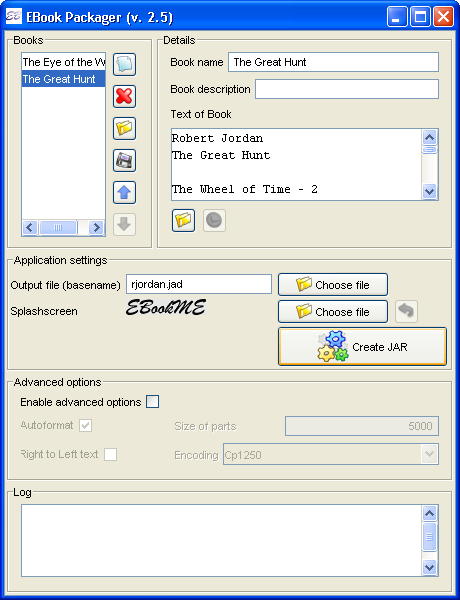 EBook Packager (v. 2.5)
Books
The Eye of the W
The Great Hunt
Details
Book name The Great Hunt
Book description
Text of Book
Robert Jordan
The Great Hunt
The Wheel of Time - 2
Application settings
Output file (basename) rjordan.jad Choose file
Splashscreen EBookME Choose file
Create JAR
Advanced options
Enable advanced options
Autoformat Size of parts 5000
Right to Left text Encoding Cp1250
Log